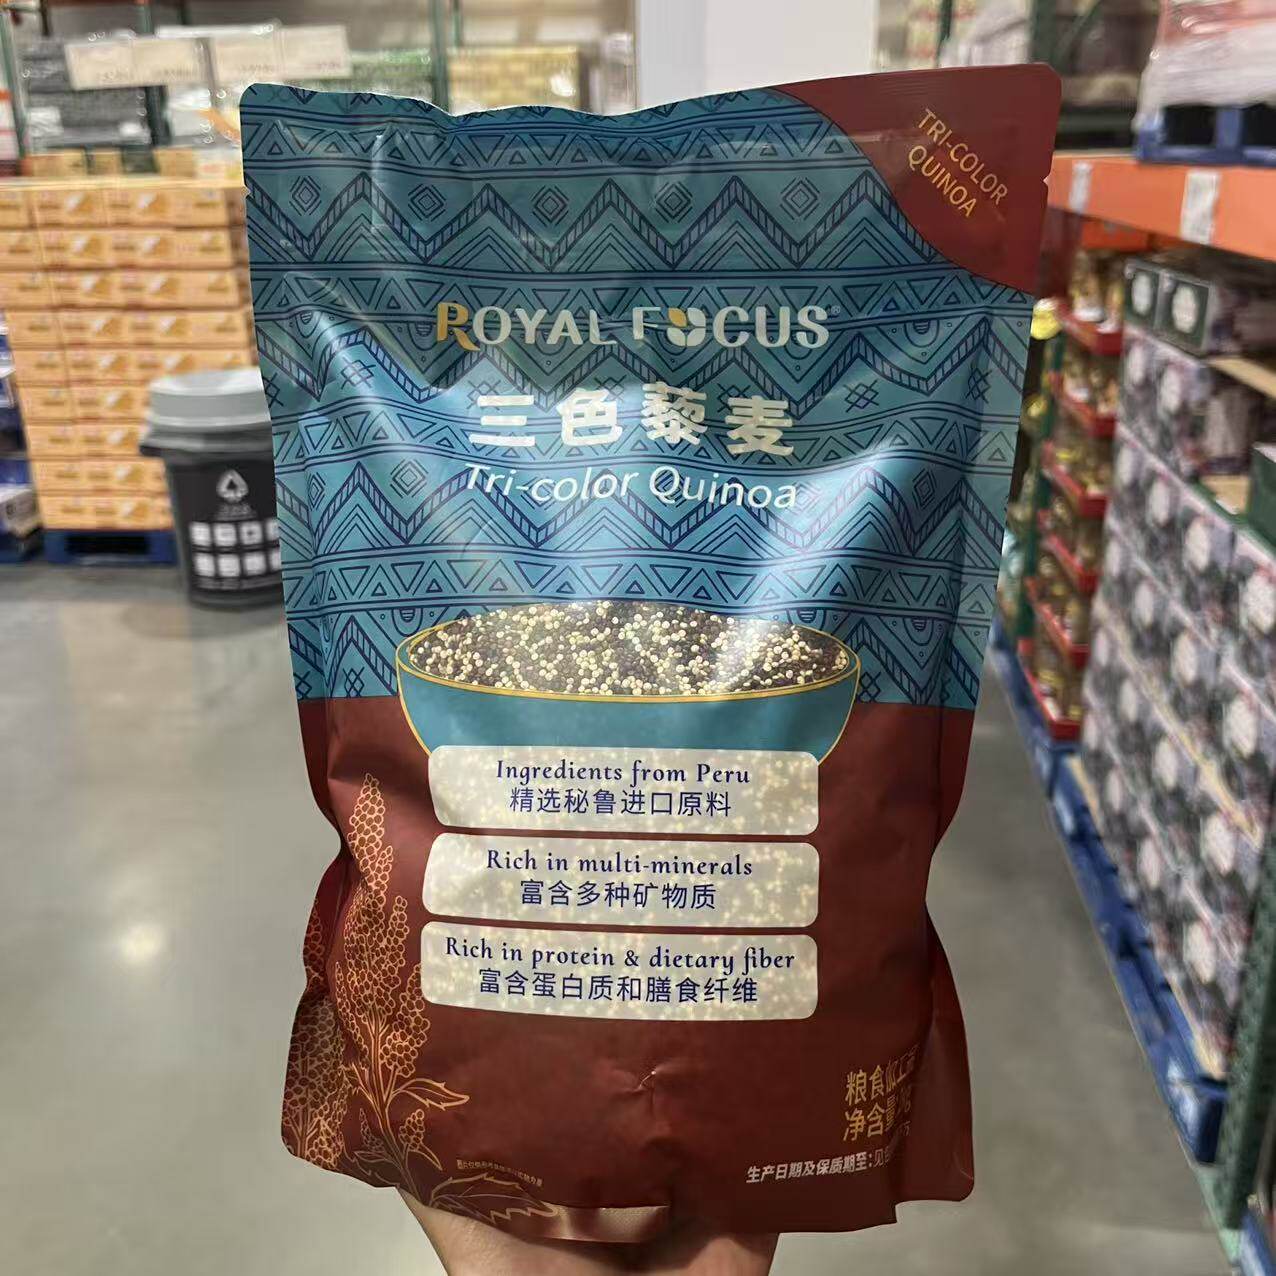 TRI-COLOR
QUINOA
ROYAL FOCUS®
三色藜麦
Tri-color Quinoa
Ingredients from Peru
精选秘鲁进口原料
Rich in multi-minerals
富含多种矿物质
Rich in protein & dietary fiber
富含蛋白质和膳食纤维
粮食加工
净含量
生产日期及保质期至:见